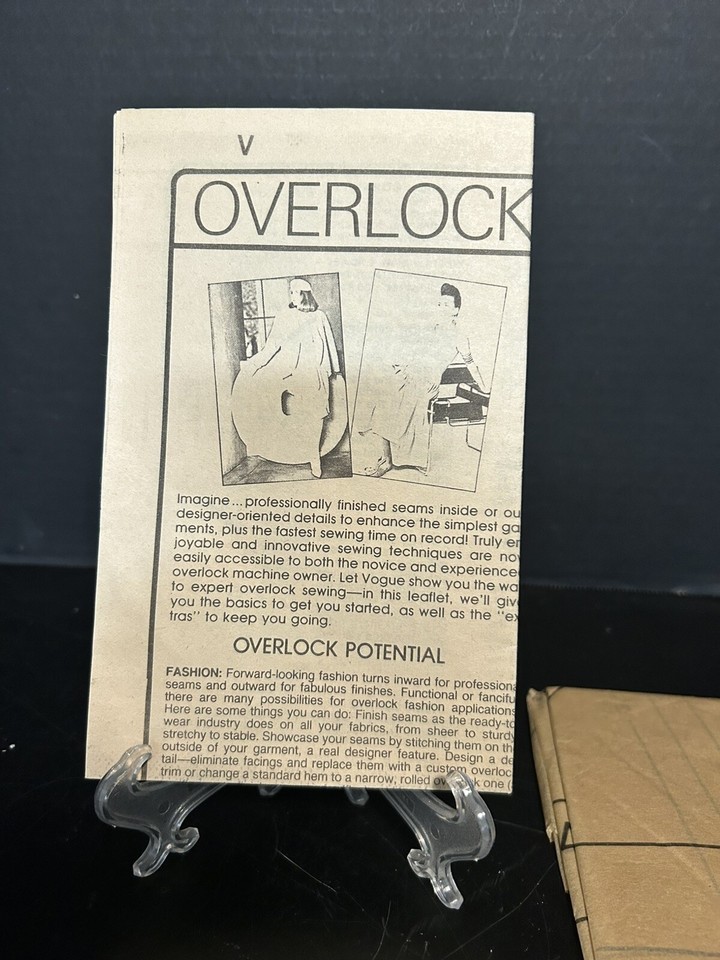 V
OVERLOCK
Imagine...professionally finished seams inside or ou
designer-oriented details to enhance the simplest ga
ments, plus the fastest sewing time on record! Truly en
joyable and innovative sewing techniques are now
easily accessible to both the novice and experience
overlock machine owner. Let Vogue show you the wa
to expert overlock sewing—in this leaflet, we'll giv
you the basics to get you started, as well as the "ex
tras" to keep you going.
OVERLOCK POTENTIAL
FASHION: Forward-looking fashion turns inward for profession
seams and outward for fabulous finishes. Functional or fancifu
there are many possibilities for overlock fashion applications
Here are some things you can do: Finish seams as the ready-to
wear industry does on all your fabrics, from sheer to sturdy
stretchy to stable. Showcase your seams by stitching them on th
outside of your garment, a real designer feature. Design a de
tail—eliminate facings and replace them with a custom overloc
trim or change a standard hem to a narrow, rolled overlock one (